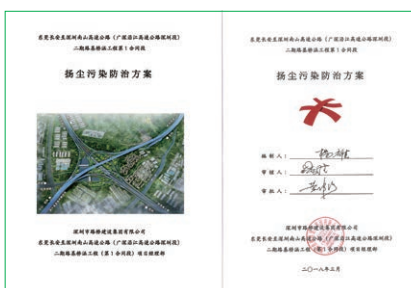 东莞长安至深圳南山高速公路（广深沿江高速公路深圳段）
二期路基桥涵工程第1合同段
扬尘污染防治方案
深圳市路桥建设集团有限公司
东莞长安至深圳南山高速公路（广深沿江高速公路深圳段）
二期路基桥涵工程（第1合同段）项目经理部
东莞长安至深圳南山高速公路（广深沿江高速公路深圳段）
二期路基桥涵工程第1合同段
扬尘污染防治方案
编制人：
审核人：
审批人：
深圳市路桥建设集团有限公司
东莞长安至深圳南山高速公路（广深沿江高速公路深圳段）
二期路基桥涵工程（第1合同段）项目经理部
二〇一八年三月